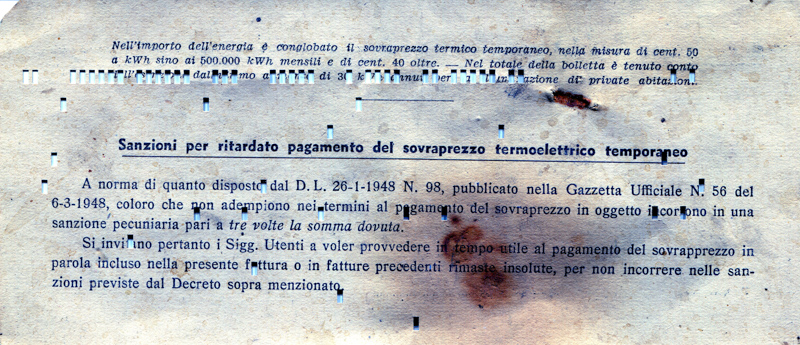 Nell'importo dell'energia è conglobato il sovraprezzo termico temporaneo, nella misura di cent. 50
a kWh sino ai 500.000 kWh mensili e di cent. 40 oltre. — Nel totale della bolletta è tenuto conto
di 30 di private
Sanzioni per ritardato pagamento del sovraprezzo termoelettrico temporaneo
A norma di quanto disposto dal D. L. 26-1-1948 N. 98, pubblicato nella Gazzetta Ufficiale N. 56 del
6-3-1948, coloro che non adempiono nei termini al pagamento del sovraprezzo in oggetto incorrono in una
sanzione pecuniaria pari a tre volte la somma dovuta.
Si invitano pertanto i Sigg. Utenti a voler provvedere in tempo utile al pagamento del sovrapprezzo in
parola incluso nella presente fattura o in fatture precedenti rimaste insolute, per non incorrere nelle san-
zioni previste dal Decreto sopra menzionato.